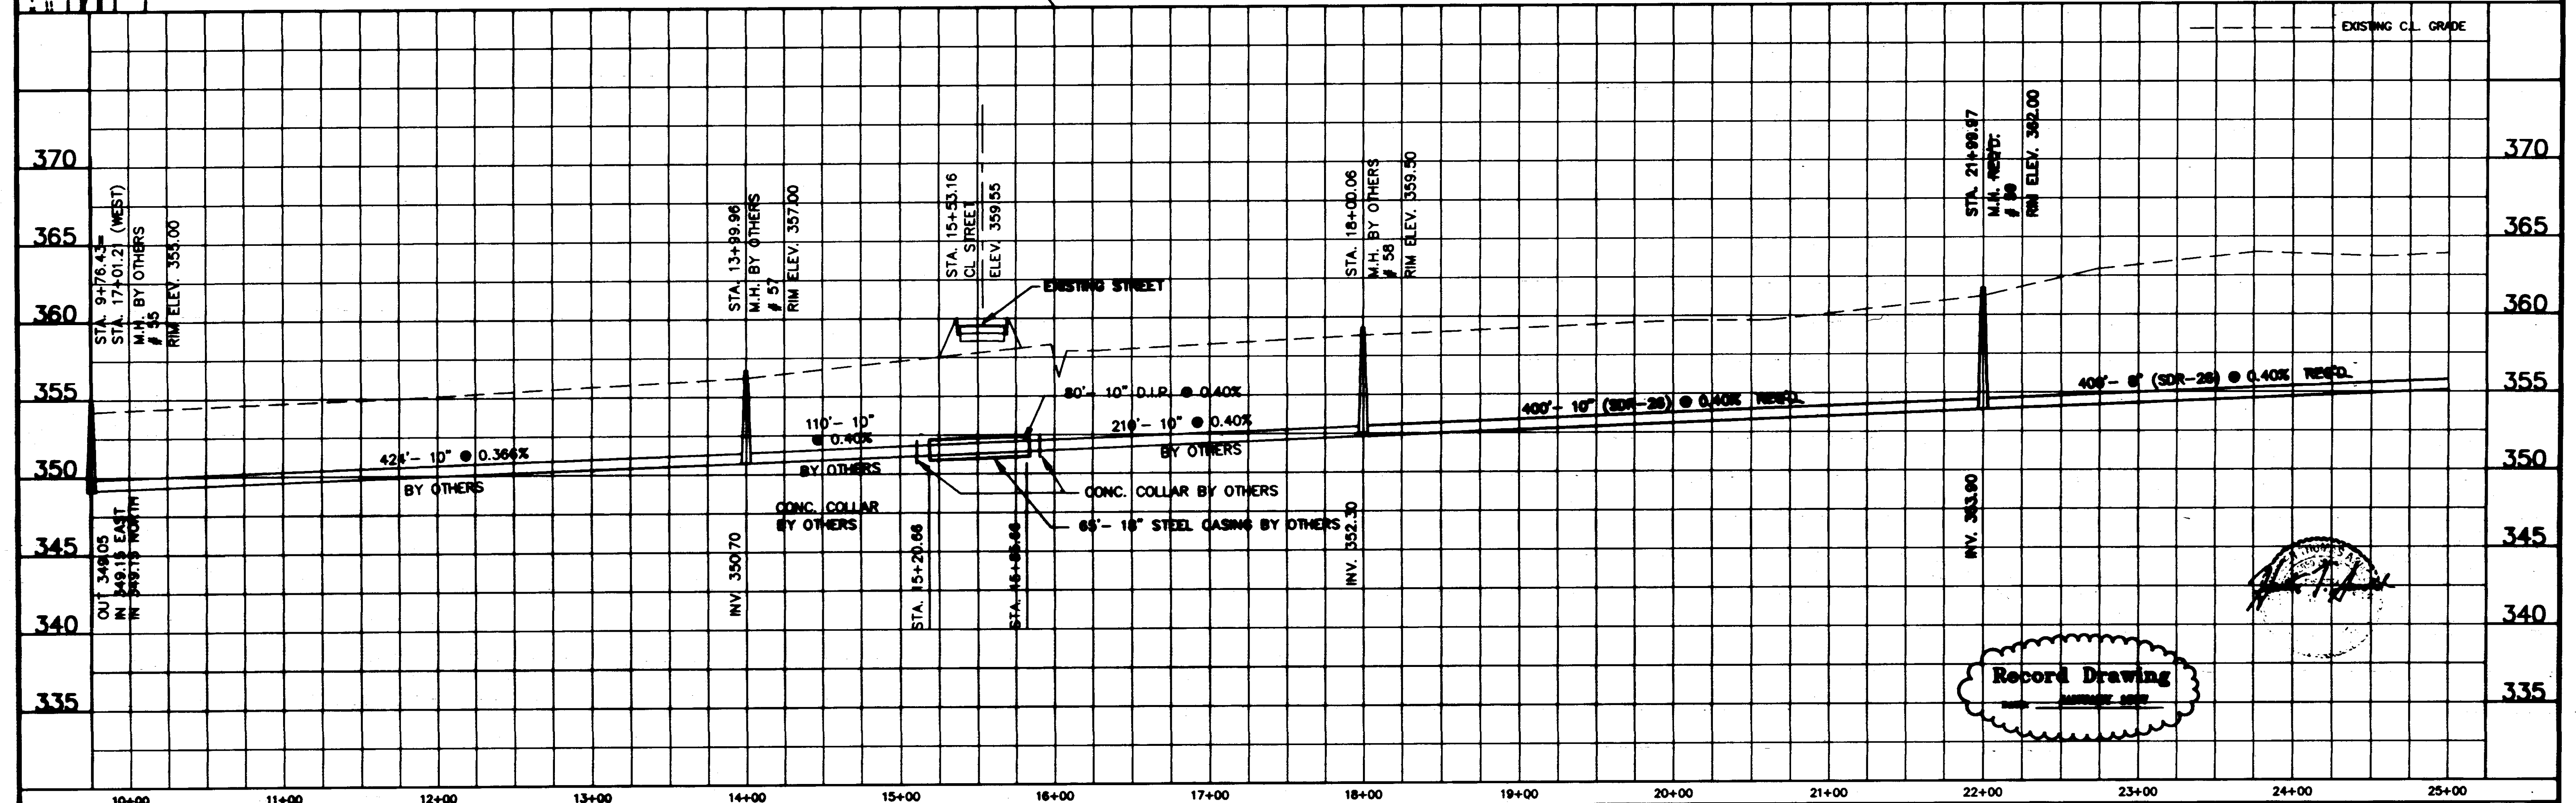 EXISTING C.L. GRADE
370
365
360
355
350
345
340
335
STA. 9+76.43=
STA. 17+01.21 (WEST)
M.H. BY OTHERS
# 55
RIM ELEV. 355.00
OUT 349.05
IN 349.15 EAST
IN 349.15 NORTH
424'- 10" @ 0.366%
BY OTHERS
STA. 13+99.96
M.H. BY OTHERS
# 57
RIM ELEV. 357.00
INV. 350.70
110'- 10"
@ 0.40%
BY OTHERS
CONC. COLLAR
BY OTHERS
STA. 15+53.16
CL STREET
ELEV. 359.55
EXISTING STREET
80'- 10" D.I.P. @ 0.40%
210'- 10" @ 0.40%
BY OTHERS
CONC. COLLAR BY OTHERS
65'- 18" STEEL CASING BY OTHERS
STA. 15+20.66
STA. 15+85.66
STA. 18+00.06
M.H. BY OTHERS
# 58
RIM ELEV. 359.50
INV. 352.30
400'- 10" (SDR-26) @ 0.40% REQ'D.
STA. 21+99.97
M.H. REQ'D.
RIM ELEV. 362.00
INV. 353.90
400'- 8" (SDR-26) @ 0.40% REQ'D.
370
365
360
355
350
345
340
335
Record Drawing
10+00
11+00
12+00
13+00
14+00
15+00
16+00
17+00
18+00
19+00
20+00
21+00
22+00
23+00
24+00
25+00